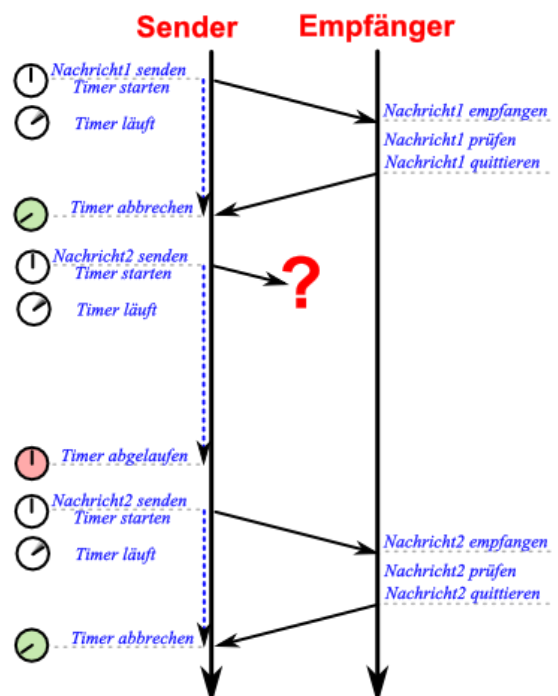 Sender Empfänger
Nachricht1 senden
Timer starten
Nachricht1 empfangen
Timer läuft
Nachricht1 prüfen
Nachricht1 quittieren
Timer abbrechen
Nachricht2 senden
Timer starten
?
Timer läuft
Timer abgelaufen
Nachricht2 senden
Timer starten
Nachricht2 empfangen
Timer läuft
Nachricht2 prüfen
Nachricht2 quittieren
Timer abbrechen